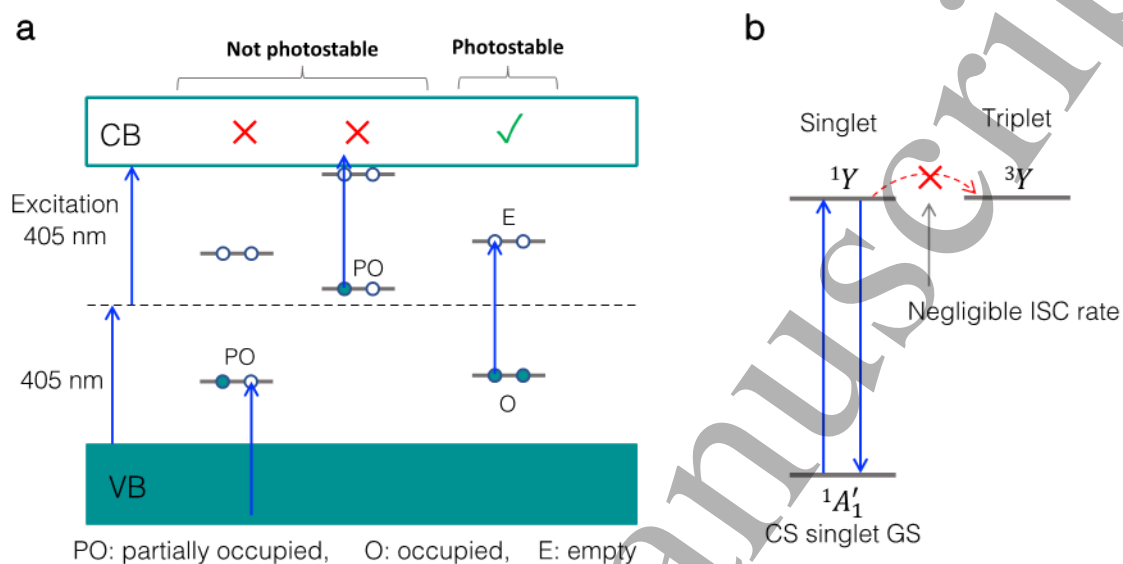 a
Not photostable
Photostable
CB
Excitation
405 nm
E
PO
405 nm
PO
O
VB
PO: partially occupied, O: occupied, E: empty
b
Singlet
Triplet
¹Y
³Y
Negligible ISC rate
¹A′₁
CS singlet GS
anuscrip